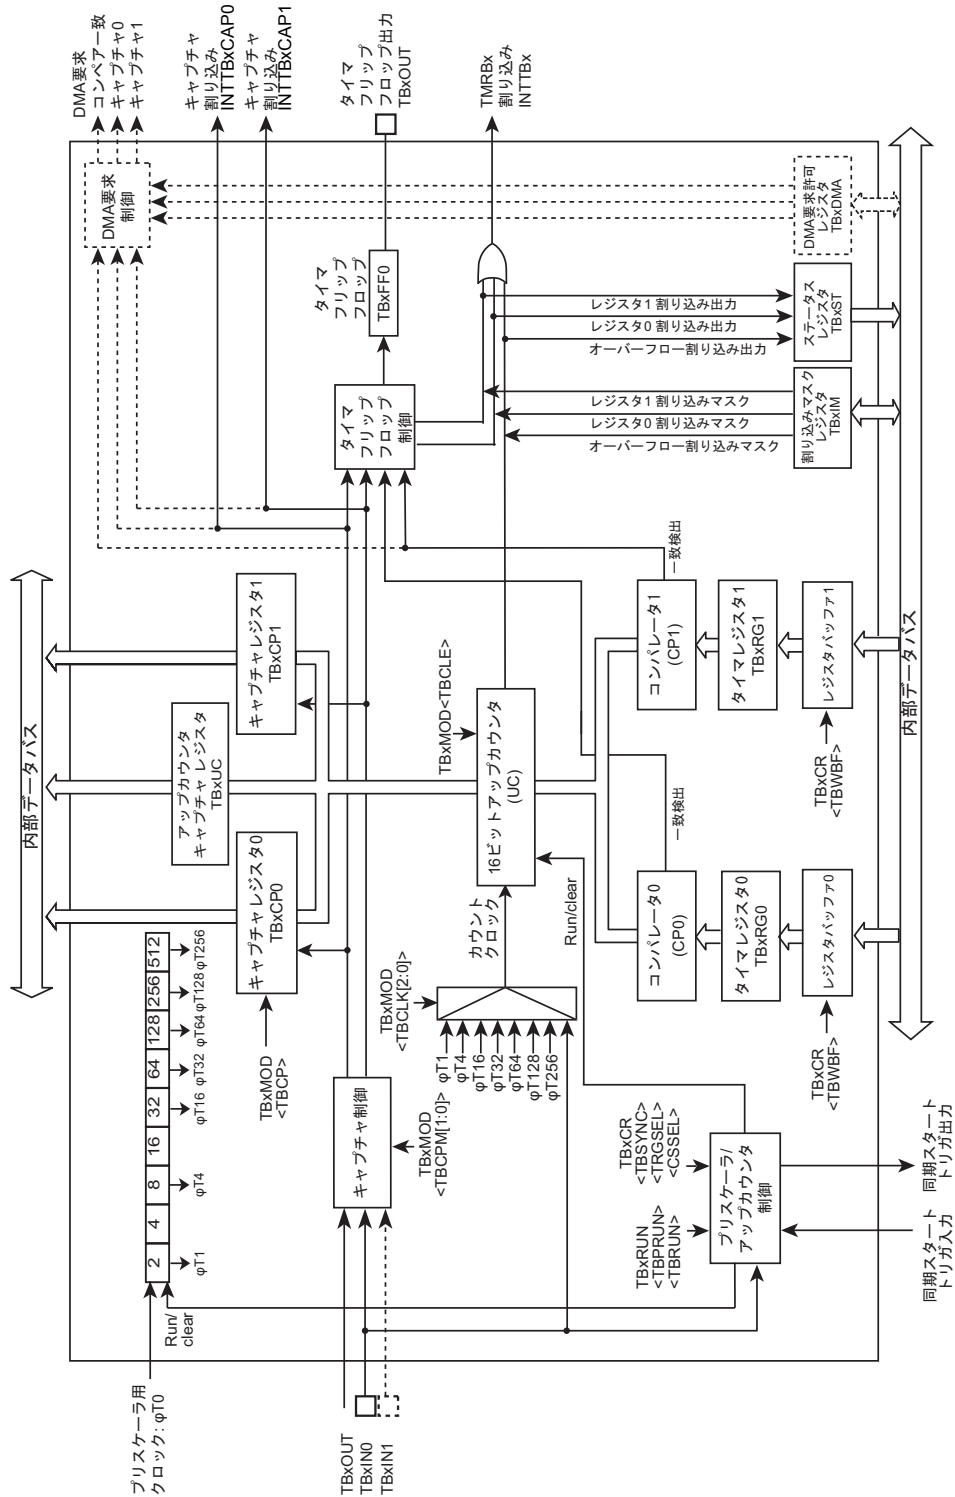 プリスケーラ用
クロック: φT0
Run/
clear
2
4
8
16
32
64
128
256
512
φT1
φT4
φT16
φT32
φT64
φT128
φT256
内部データバス
TBxOUT
TBxIN0
TBxIN1
キャプチャ制御
TBxMOD
<TBCPM[1:0]>
TBxMOD
<TBCP>
キャプチャレジスタ0
TBxCP0
アップカウンタ
キャプチャ レジスタ
TBxUC
キャプチャレジスタ1
TBxCP1
DMA要求
制御
DMA要求
コンペアー致
キャプチャ0
キャプチャ1
キャプチャ
割り込み
INTTBxCAP0
キャプチャ
割り込み
INTTBxCAP1
タイマ
フリップ
フロップ出力
TBxOUT
タイマ
フリップ
フロップ
TBxFF0
タイマ
フリップ
フロップ
制御
TMRBx
割り込み
INTTBx
TBxMOD
<TBCLK[2:0]>
φT1
φT4
φT16
φT32
φT64
φT128
φT256
カウント
クロック
TBxMOD<TBCLE>
16ビットアップカウンタ
(UC)
Run/clear
レジスタ1 割り込み出力
レジスタ0 割り込み出力
オーバーフロー割り込み出力
レジスタ1 割り込みマスク
レジスタ0 割り込みマスク
オーバーフロー割り込みマスク
TBxRUN
<TBPRUN>
<TBRUN>
TBxCR
<TBSYNC>
<TRGSEL>
<CSSEL>
プリスケーラ/
アップカウンタ
制御
同期スタート
トリガ入力
同期スタート
トリガ出力
一致検出
コンパレータ0
(CP0)
タイマレジスタ0
TBxRG0
レジスタバッファ0
TBxCR
<TBWBF>
一致検出
コンパレータ1
(CP1)
タイマレジスタ1
TBxRG1
レジスタバッファ1
TBxCR
<TBWBF>
割り込みマスク
レジスタ
TBxIM
ステータス
レジスタ
TBxST
DMA要求許可
レジスタ
TBxDMA
内部データバス